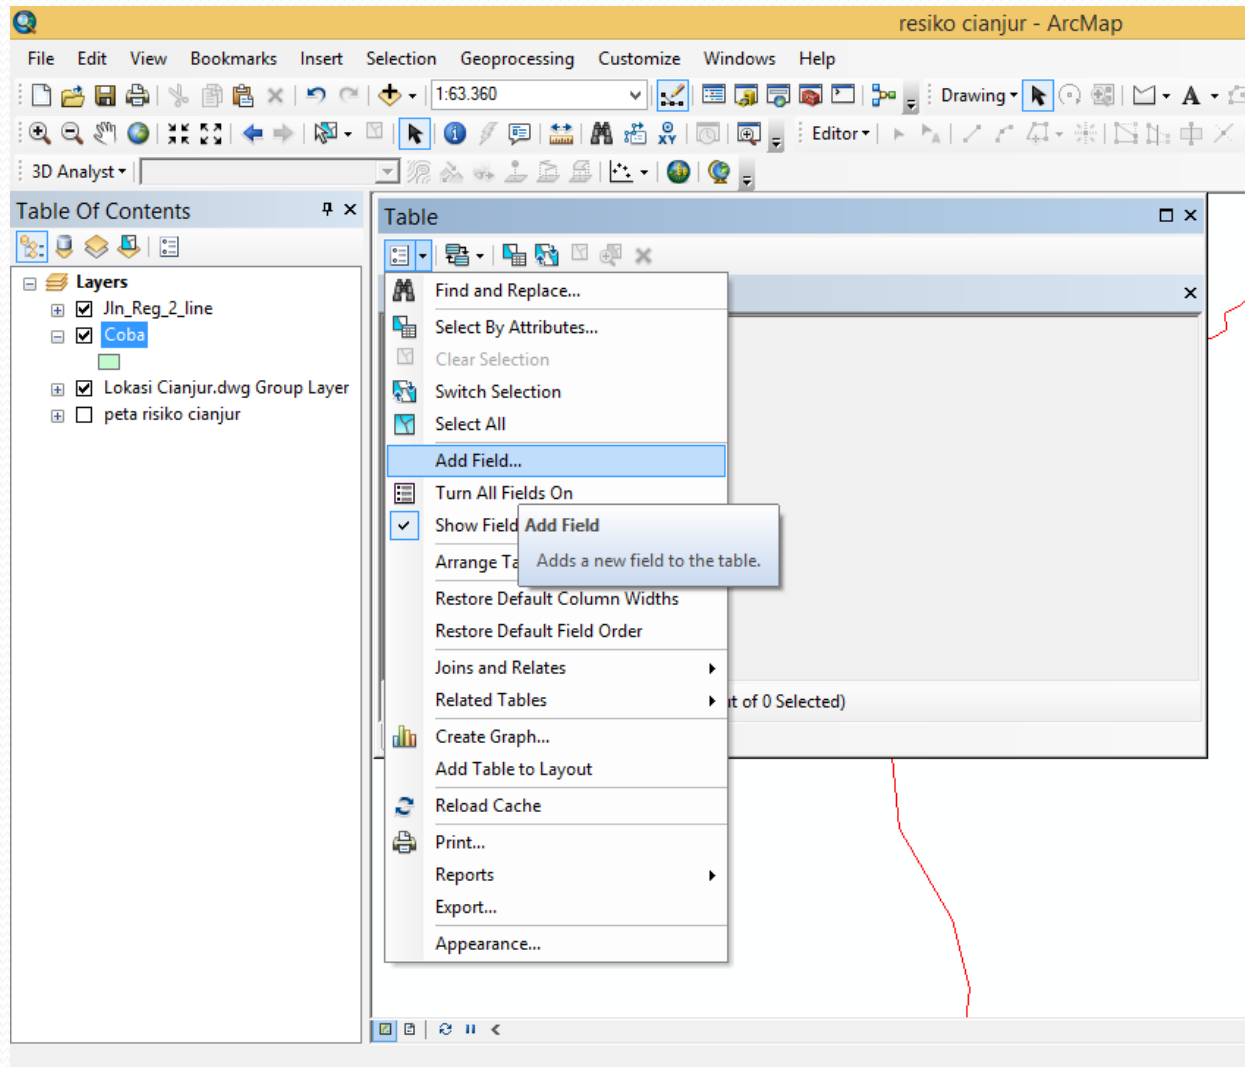 resiko cianjur - ArcMap
File Edit View Bookmarks Insert Selection Geoprocessing Customize Windows Help
1:63.360
Drawing
A
Editor
3D Analyst
Table Of Contents
Layers
Jln_Reg_2_line
Coba
Lokasi Cianjur.dwg Group Layer
peta risiko cianjur
Table
Find and Replace...
Select By Attributes...
Clear Selection
Switch Selection
Select All
Add Field...
Turn All Fields On
Show Field
Add Field
Adds a new field to the table.
Arrange Ta
Restore Default Column Widths
Restore Default Field Order
Joins and Relates
Related Tables
ut of 0 Selected)
Create Graph...
Add Table to Layout
Reload Cache
Print...
Reports
Export...
Appearance...